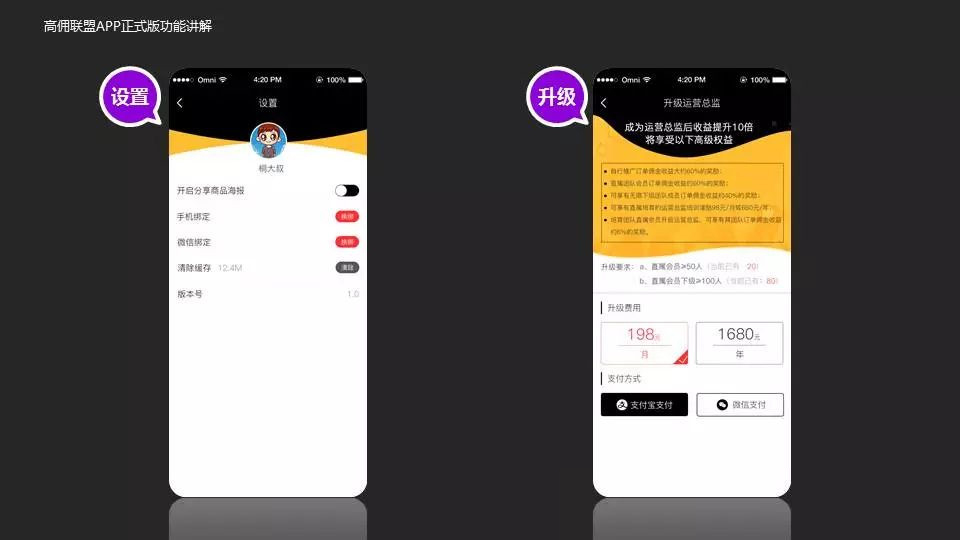 高佣联盟APP正式版功能讲解
设置
Omni 4:20 PM 100%
设置
桐大叔
开启分享商品海报
手机绑定 换绑
微信绑定 换绑
清除缓存 12.4M 清除
版本号 1.0
升级
Omni 4:20 PM 100%
升级运营总监
成为运营总监后收益提升10倍
将享受以下高级权益
自行推广订单佣金收益大约60%的奖励;
直属团队会员订单佣金收益约60%的奖励;
可享有无限下级团队成员订单佣金收益约40%的奖励;
可享有直属培育的运营总监培训津贴98元/月或680元/年
培育团队直属会员升级运营总监,可享有其团队订单佣金收益
约6%的奖励。
升级要求: a、直属会员≥50人 (当前已有 20)
b、直属会员下级≥100人 (当前已有: 80)
升级费用
198元 1680元
月 年
支付方式
支付宝支付 微信支付